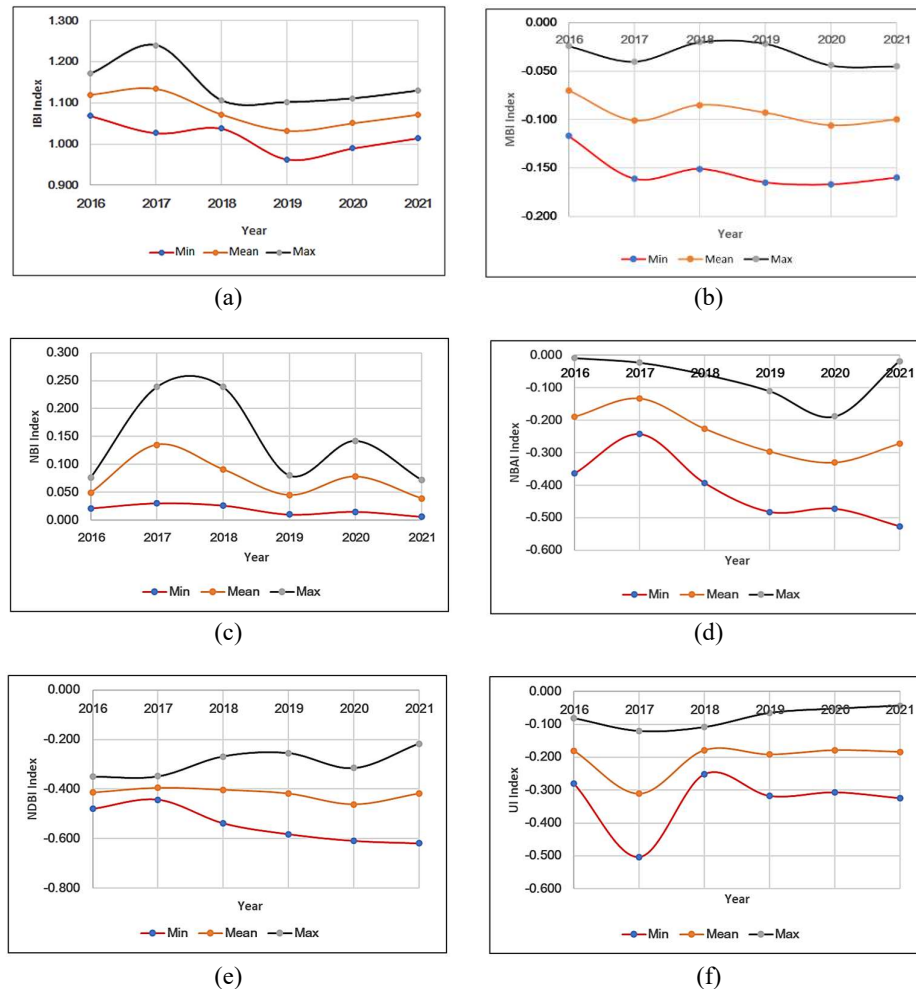 1.300
1.200
1.100
1.000
0.900
IBI Index
2016 2017 2018 2019 2020 2021
Year
Min Mean Max
(a)
0.000
-0.050
-0.100
-0.150
-0.200
MBI Index
2016 2017 2018 2019 2020 2021
Year
Min Mean Max
(b)
0.300
0.250
0.200
0.150
0.100
0.050
0.000
NBI Index
2016 2017 2018 2019 2020 2021
Year
Min Mean Max
(c)
0.000
-0.100
-0.200
-0.300
-0.400
-0.500
-0.600
NBAI Index
2016 2017 2018 2019 2020 2021
Year
Min Mean Max
(d)
0.000
-0.200
-0.400
-0.600
-0.800
NDBI Index
2016 2017 2018 2019 2020 2021
Year
Min Mean Max
(e)
0.000
-0.100
-0.200
-0.300
-0.400
-0.500
-0.600
UI Index
2016 2017 2018 2019 2020 2021
Year
Min Mean Max
(f)